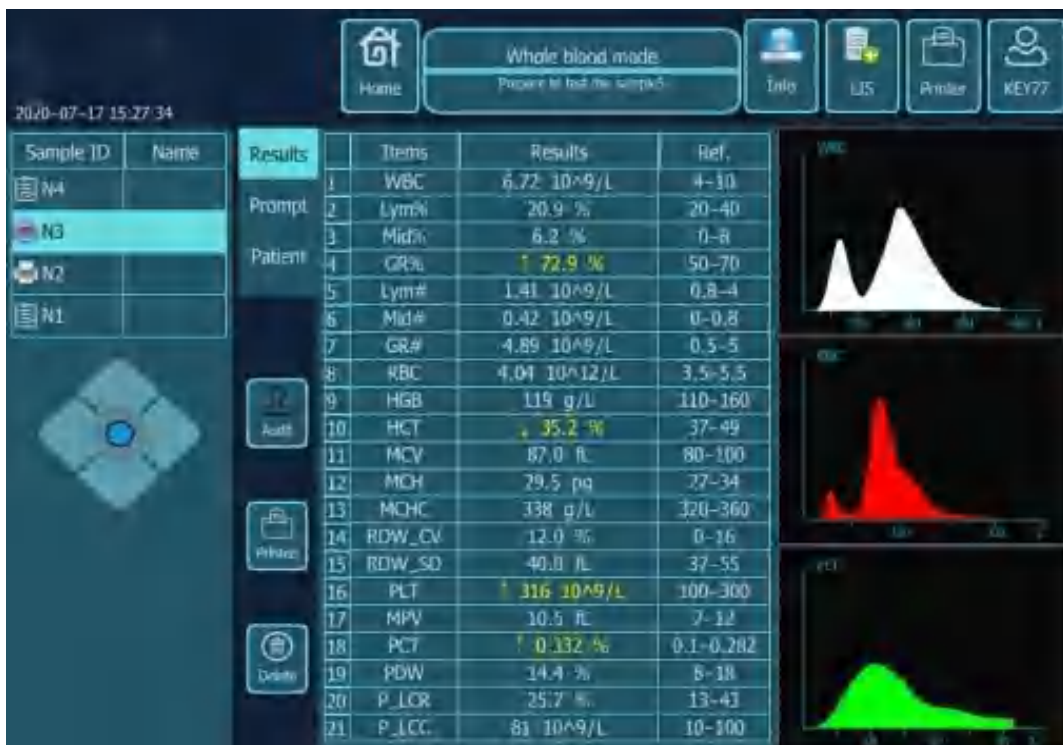 Home
Whole blood mode
Prepare to test the sample5
Info
LIS
Printer
KEY77
2020-07-17 15:27:34
Sample ID Name
N4
N3
N2
N1
Results
Prompt
Patient
Audit
Printer
Delete
Items Results Ref.
1 WBC 6.72 10^9/L 4-10
2 Lym% 20.9 % 20-40
3 Mid% 6.2 % 0-8
4 GR% ↑ 72.9 % 50-70
5 Lym# 1.41 10^9/L 0.8-4
6 Mid# 0.42 10^9/L 0-0.8
7 GR# 4.89 10^9/L 0.5-5
8 RBC 4.04 10^12/L 3.5-5.5
9 HGB 119 g/L 110-160
10 HCT ↓ 35.2 % 37-49
11 MCV 87.0 fL 80-100
12 MCH 29.5 pg 27-34
13 MCHC 338 g/L 320-360
14 RDW_CV 12.0 % 0-16
15 RDW_SD 40.0 fL 37-55
16 PLT ↑ 316 10^9/L 100-300
17 MPV 10.5 fL 7-12
18 PCT ↑ 0.332 % 0.1-0.282
19 PDW 14.4 % 8-18
20 P_LCR 25.7 % 13-43
21 P_LCC 81 10^9/L 10-100
WBC
RBC
PLT